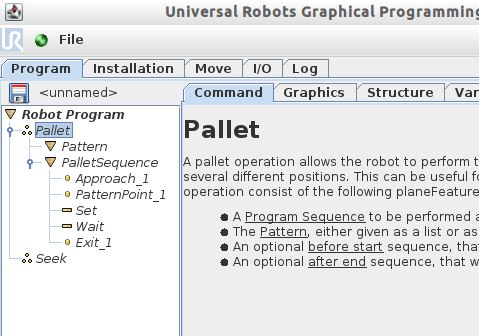 Universal Robots Graphical Programming
UR File
Program Installation Move I/O Log
<unnamed>
Command Graphics Structure
Robot Program
Pallet
Pattern
PalletSequence
Approach_1
PatternPoint_1
Set
Wait
Exit_1
Seek
Pallet
A pallet operation allows the robot to perform
several different positions. This can be useful
operation consist of the following planeFeature
A Program Sequence to be performed
The Pattern, either given as a list or as
An optional before start sequence,
An optional after end sequence, that